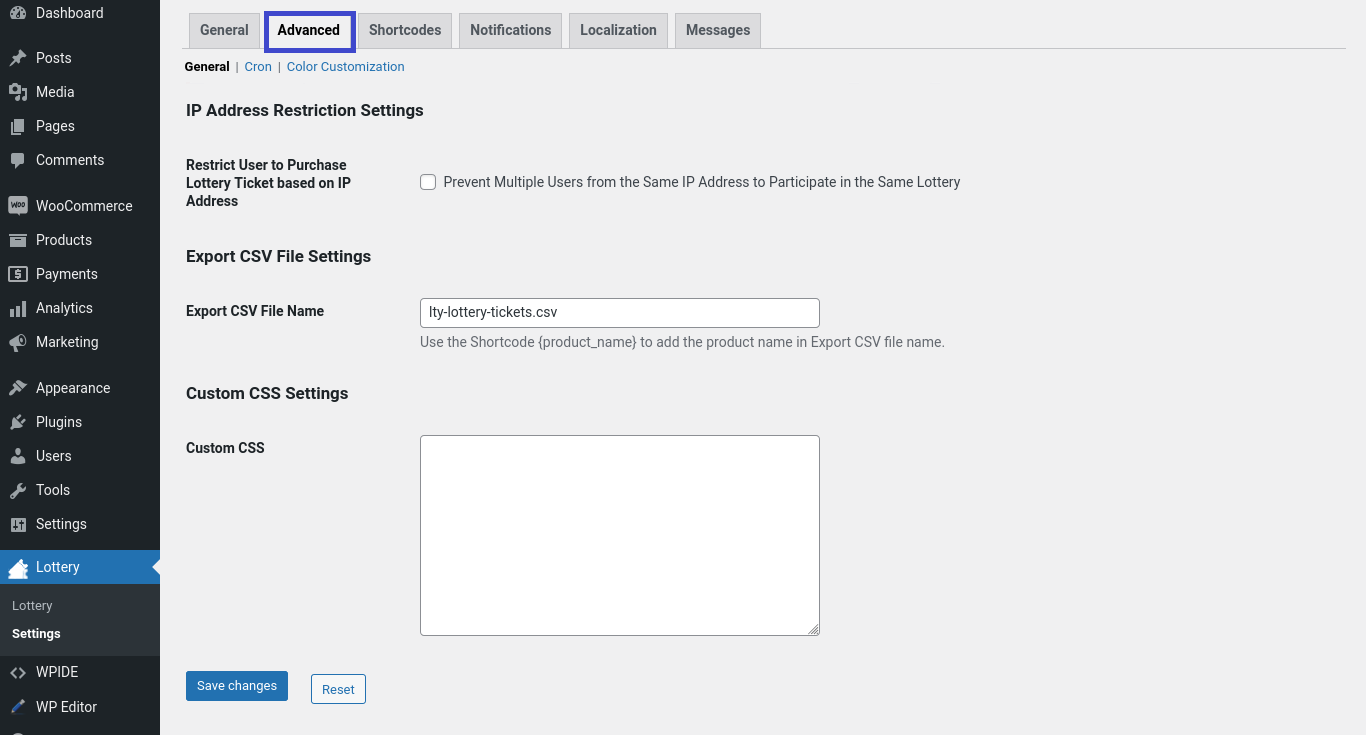 Dashboard
Posts
Media
Pages
Comments
WOO WooCommerce
Products
Payments
Analytics
Marketing
Appearance
Plugins
Users
Tools
Settings
Lottery
Lottery
Settings
WPIDE
WP Editor
General Advanced Shortcodes Notifications Localization Messages
General | Cron | Color Customization
IP Address Restriction Settings
Restrict User to Purchase
Lottery Ticket based on IP
Address
Prevent Multiple Users from the Same IP Address to Participate in the Same Lottery
Export CSV File Settings
Export CSV File Name
lty-lottery-tickets.csv
Use the Shortcode {product_name} to add the product name in Export CSV file name.
Custom CSS Settings
Custom CSS
Save changes Reset